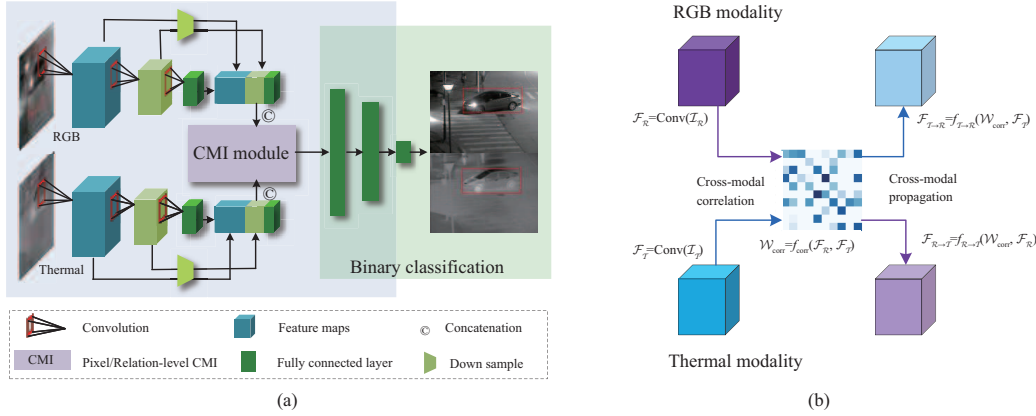 RGB
©
CMI module
©
Thermal
Binary classification
Convolution
Feature maps
© Concatenation
CMI Pixel/Relation-level CMI
Fully connected layer
Down sample
(a)
RGB modality
ℱ_ℛ=Conv(ℐ_ℛ)
ℱ_𝒯→ℛ=f_𝒯→ℛ(𝒲_corr, ℱ_𝒯)
Cross-modal
correlation
Cross-modal
propagation
ℱ_𝒯=Conv(ℐ_𝒯)
𝒲_corr=f_corr(ℱ_ℛ, ℱ_𝒯)
ℱ_ℛ→𝒯=f_ℛ→𝒯(𝒲_corr, ℱ_ℛ)
Thermal modality
(b)